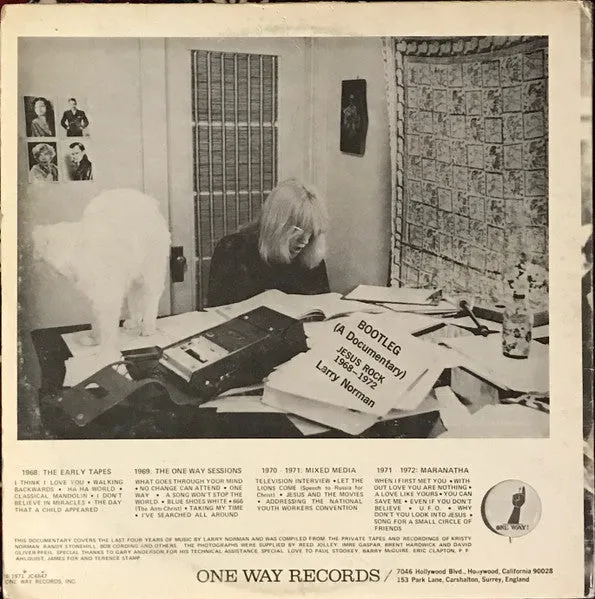 BOOTLEG
(A Documentary)
JESUS ROCK
1968-1972
Larry Norman
1968: THE EARLY TAPES
I THINK I LOVE YOU • WALKING
BACKWARDS • HA HA WORLD •
CLASSICAL MANDOLIN • I DON'T
BELIEVE IN MIRACLES • THE DAY
THAT A CHILD APPEARED
1969: THE ONE WAY SESSIONS
WHAT GOES THROUGH YOUR MIND
• NO CHANGE CAN ATTEND • ONE
WAY • A SONG WON'T STOP THE
WORLD • BLUE SHOES WHITE • 666
(The Anti-Christ) • TAKING MY TIME
• I'VE SEARCHED ALL AROUND
1970 - 1971: MIXED MEDIA
TELEVISION INTERVIEW • LET THE
LIONS COME (Speech to Russia for
Christ) • JESUS AND THE MOVIES
• ADDRESSING THE NATIONAL
YOUTH WORKERS CONVENTION
1971 - 1972: MARANATHA
WHEN I FIRST MET YOU • WITH-
OUT LOVE YOU ARE NOTHING •
A LOVE LIKE YOURS • YOU CAN
SAVE ME • EVEN IF YOU DON'T
BELIEVE • U.F.O. • WHY
DON'T YOU LOOK INTO JESUS •
SONG FOR A SMALL CIRCLE OF
FRIENDS
ONE WAY!
THIS DOCUMENTARY COVERS THE LAST FOUR YEARS OF MUSIC BY LARRY NORMAN AND WAS COMPILED FROM THE PRIVATE TAPES AND RECORDINGS OF KRISTY
NORMAN, RANDY STONEHILL, BOB CORDING AND OTHERS. THE PHOTOGRAPHS WERE SUPPLIED BY REED JOLLEY, RUSS GASPAR, BRENT HARDWICK AND DAVID
OLIVER PREIL. SPECIAL THANKS TO GARY ANDERSON FOR HIS TECHNICAL ASSISTANCE. SPECIAL LOVE TO PAUL STOOKEY, BARRY McGUIRE, ERIC CLAPTON, P. F.
AHLQUIST, JAMES FOX AND TERENCE STAMP.
1971 JC4847
ONE WAY RECORDS, INC.
ONE WAY RECORDS /
7046 Hollywood Blvd., Hollywood, California 90028
153 Park Lane, Carshalton, Surrey, England